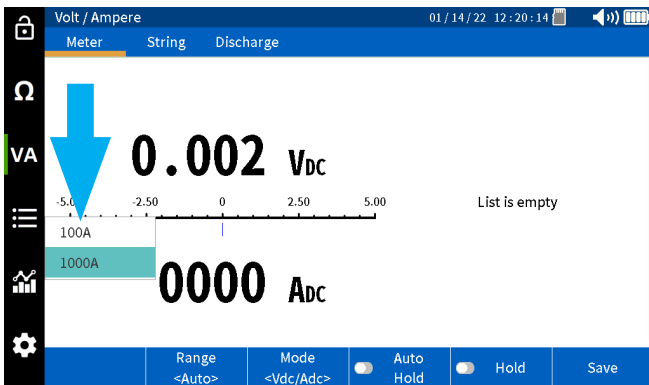 Volt / Ampere
01/14/22 12:20:14
Meter String Discharge
Ω
VA
0.002 VDC
-5.0 -2.50 0 2.50 5.00
List is empty
100A
1000A
0000 ADC
Range Mode Auto
<Auto> <Vdc/Adc> Hold
Hold
Save